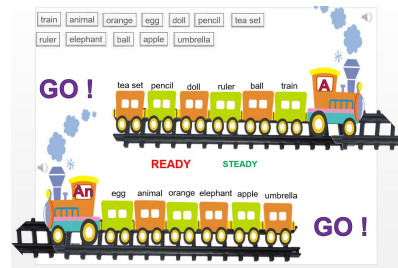 train animal orange egg doll pencil tea set
ruler elephant ball apple umbrella
GO !
tea set pencil doll ruler ball train
A
READY STEADY
An
egg animal orange elephant apple umbrella
GO !